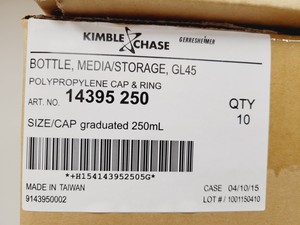 KIMBLE CHASE GERRESHEIMER
BOTTLE, MEDIA/STORAGE, GL45
POLYPROPYLENE CAP & RING
ART. NO. 14395 250 QTY
SIZE/CAP graduated 250mL 10
*+H154143952505G*
MADE IN TAIWAN CASE 04/10/15
9143950002 LOT # / 1001150410